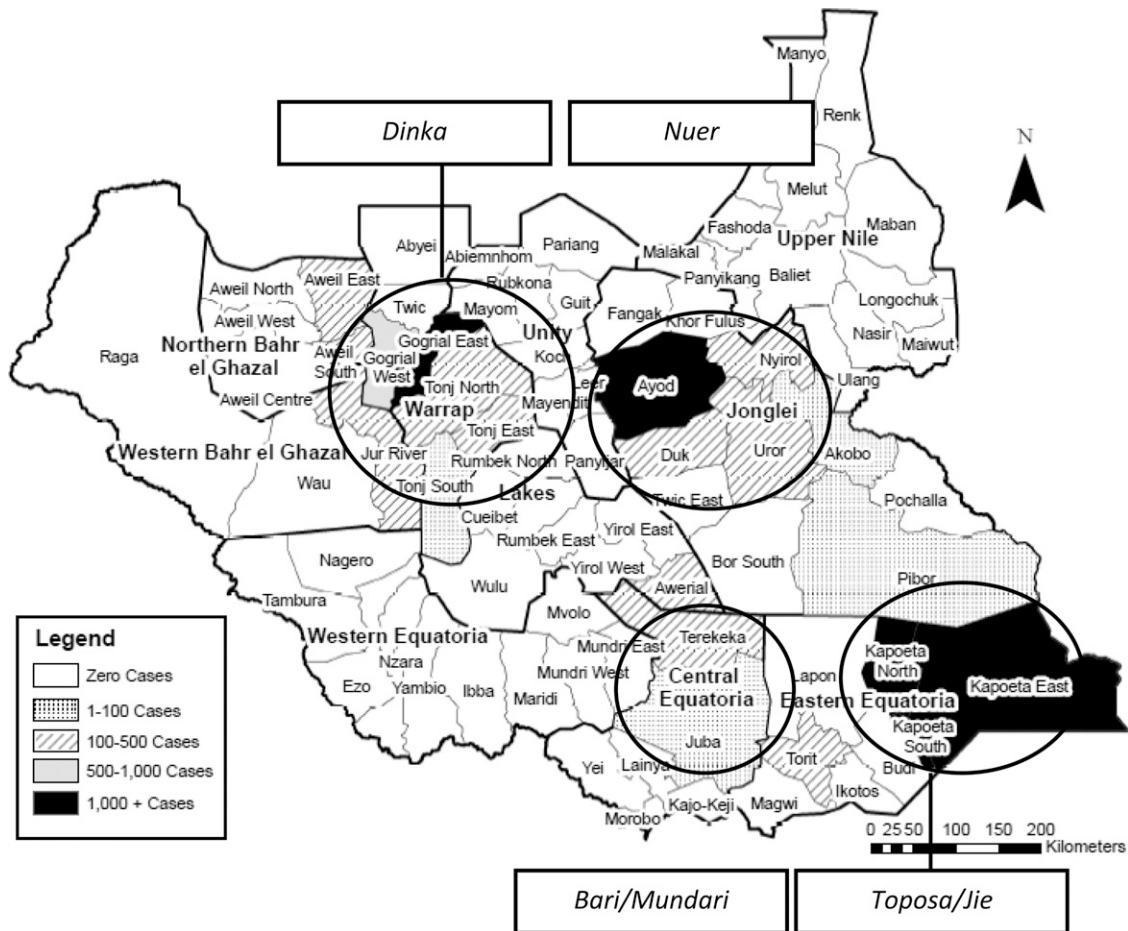 Manyo
Dinka
Nuer
Renk
N
Melut
Maban
Fashoda
Upper Nile
Abyei
Abiemnhom
Pariang
Malakal
Panyikang
Baliet
Aweil East
Rubkona
Aweil North
Twic
Mayom
Guit
Fangak
Khor Fulus
Longochuk
Aweil West
Unity
Nasir
Maiwut
Northern Bahr
el Ghazal
Raga
Gogrial East
Aweil
South
Gogrial
West
Koch
Nyirol
Ulang
Leer
Ayod
Tonj North
Aweil Centre
Warrap
Mayendit
Jonglei
Tonj East
Western Bahr el Ghazal
Jur River
Rumbek North
Panyijar
Duk
Uror
Akobo
Wau
Tonj South
Lakes
Twic East
Pochalla
Cueibet
Rumbek East
Yirol East
Nagero
Yirol West
Bor South
Pibor
Wulu
Awerial
Tambura
Mvolo
Western Equatoria
Mundri East
Terekeka
Kapoeta
North
Nzara
Mundri West
Central
Equatoria
Lapon
Kapoeta East
Ezo
Yambio
Ibba
Maridi
Eastern Equatoria
Kapoeta
South
Juba
Torit
Budi
Yei
Lainya
Ikotos
Morobo
Kajo-Keji
Magwi
Legend
Zero Cases
1-100 Cases
100-500 Cases
500-1,000 Cases
1,000 + Cases
0 25 50 100 150 200
Kilometers
Bari/Mundari
Toposa/Jie